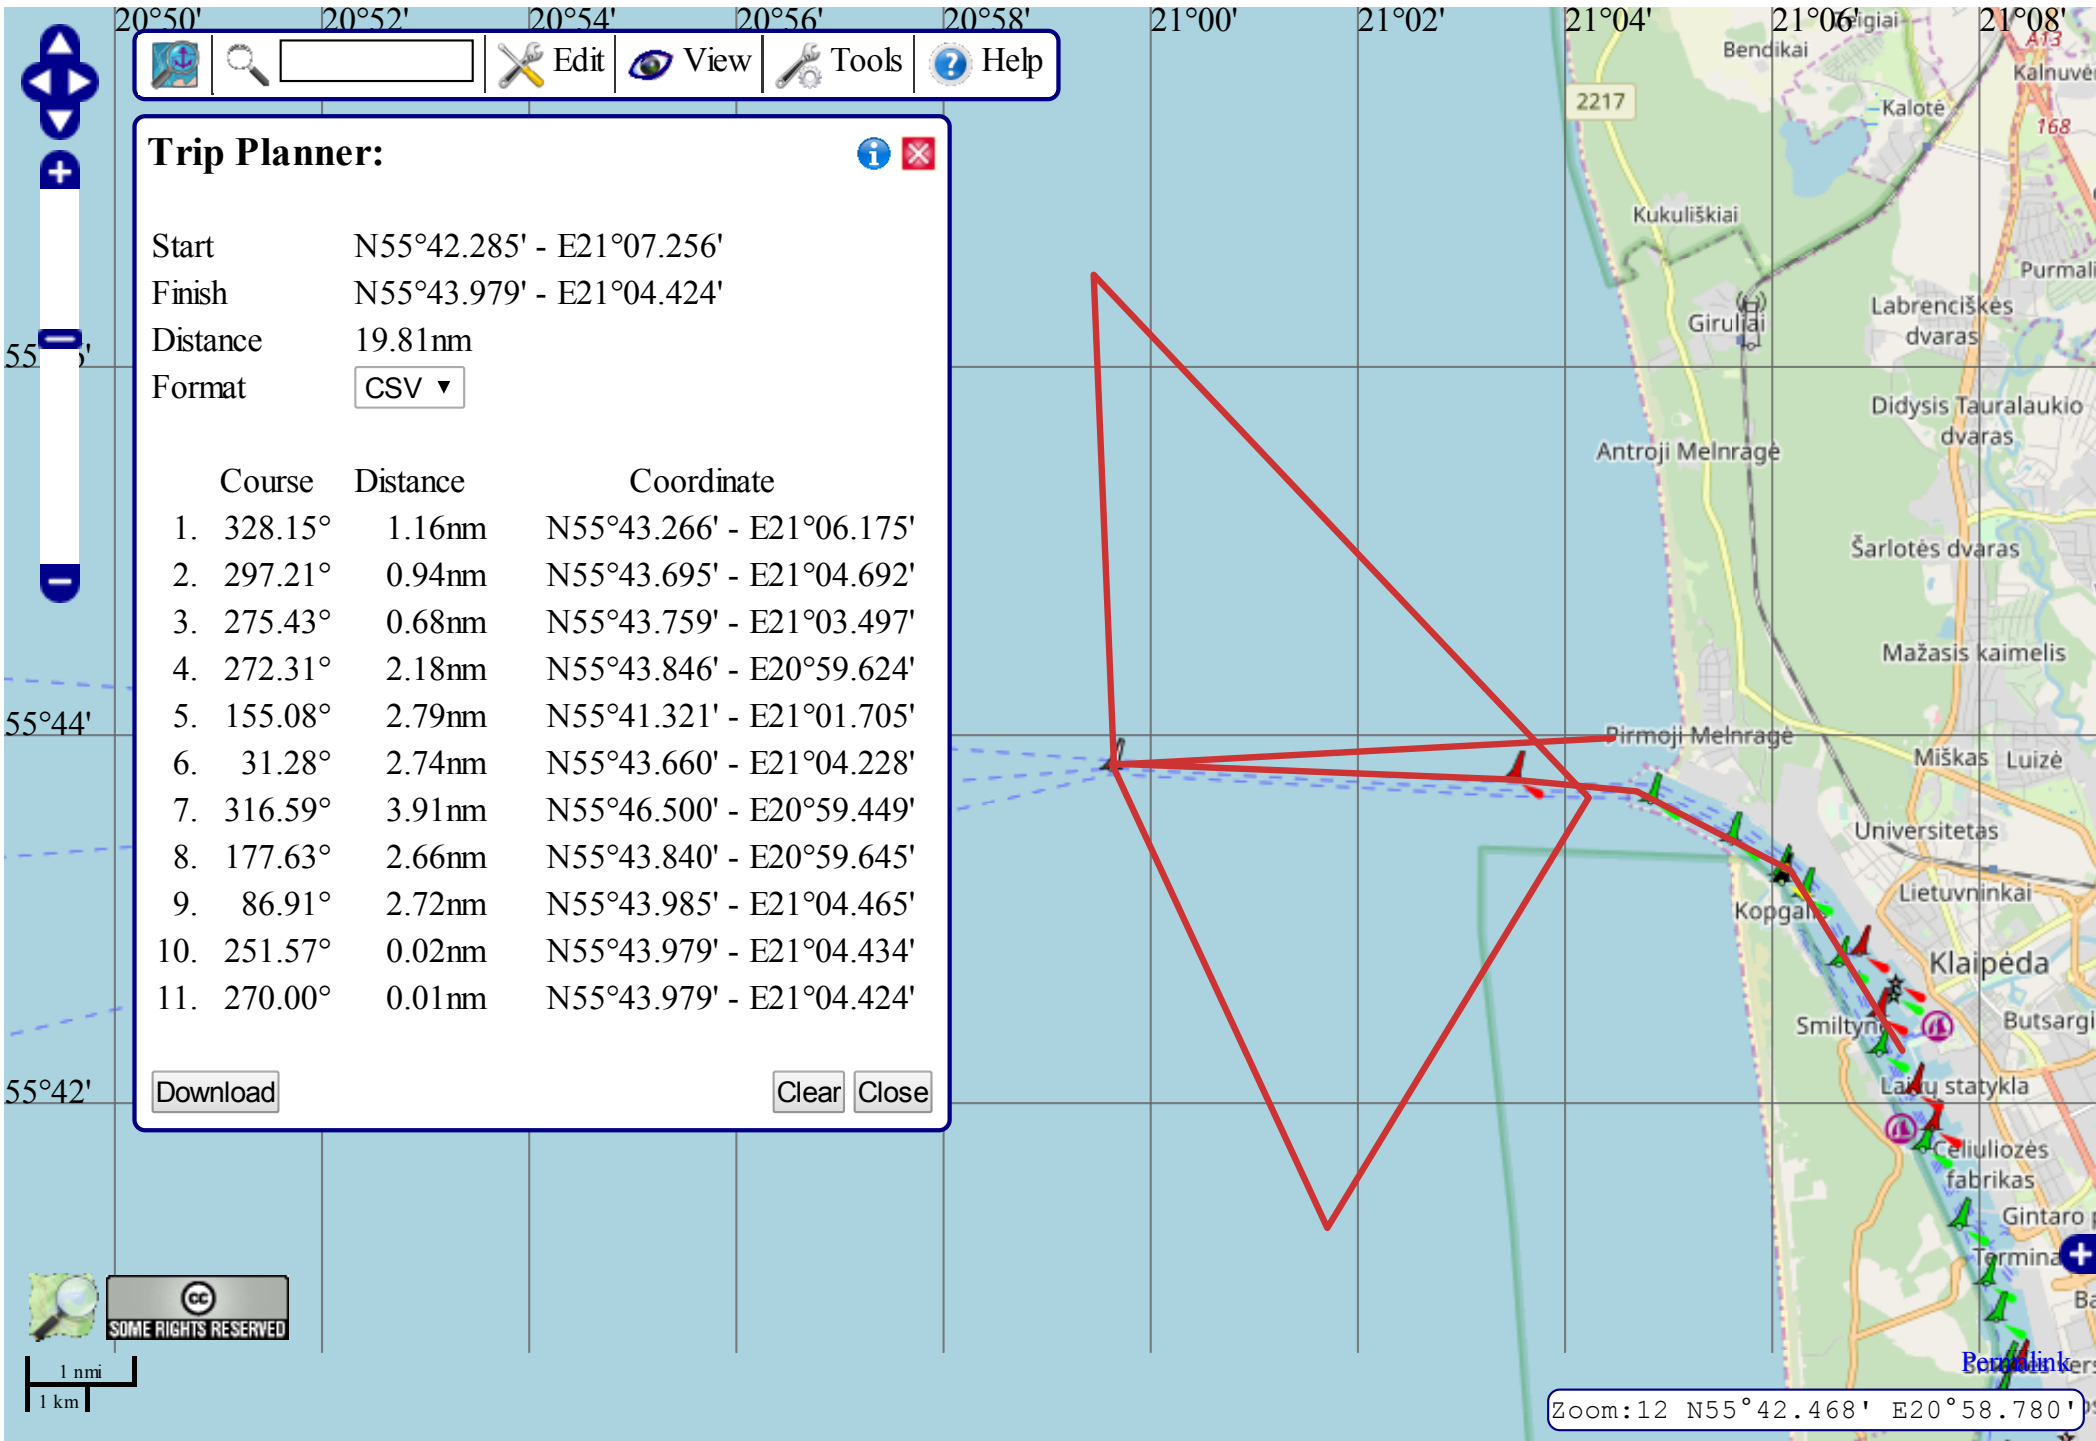 20°50' 20°52' 20°54' 20°56' 20°58' 21°00' 21°02' 21°04' 21°06' 21°08'
Edit View Tools Help
Trip Planner:
Start N55°42.285' - E21°07.256'
Finish N55°43.979' - E21°04.424'
Distance 19.81nm
Format CSV
Course Distance Coordinate
1. 328.15° 1.16nm N55°43.266' - E21°06.175'
2. 297.21° 0.94nm N55°43.695' - E21°04.692'
3. 275.43° 0.68nm N55°43.759' - E21°03.497'
4. 272.31° 2.18nm N55°43.846' - E20°59.624'
5. 155.08° 2.79nm N55°41.321' - E21°01.705'
6. 31.28° 2.74nm N55°43.660' - E21°04.228'
7. 316.59° 3.91nm N55°46.500' - E20°59.449'
8. 177.63° 2.66nm N55°43.840' - E20°59.645'
9. 86.91° 2.72nm N55°43.985' - E21°04.465'
10. 251.57° 0.02nm N55°43.979' - E21°04.434'
11. 270.00° 0.01nm N55°43.979' - E21°04.424'
Download Clear Close
55°44'
55°42'
Bendikai
A13
2217
Kalotė
168
Kukuliškiai
Labrenciškės
dvaras
Giruliai
Didysis Tauralaukio
dvaras
Antroji Melnragė
Šarlotės dvaras
Mažasis kaimelis
Pirmoji Melnragė
Miškas
Luizė
Universitetas
Lietuvninkai
Kopgalis
Klaipėda
Smiltynė
Laivų statykla
Celiuliozės
fabrikas
Gintaro
cc
SOME RIGHTS RESERVED
1 nmi
1 km
Permalink
Zoom:12 N55°42.468' E20°58.780'